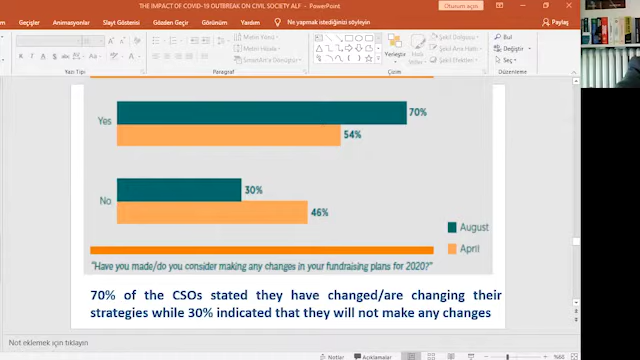 THE IMPACT OF COVID-19 OUTBREAK ON CIVIL SOCIETY ALF - PowerPoint
Oturum açın
Geçişler Animasyonlar Slayt Gösterisi Gözden Geçir Görünüm Yardım Ne yapmak istediğinizi söyleyin Paylaş
Metin Yönü
Metni Hizala
SmartArt'a Dönüştür
Yerleştir
Hızlı
Şekil Dolgusu
Şekil Ana Hattı
Şekil Efektleri
Bul
Değiştir
Seç
Yazı Tipi Paragraf Çizim Düzenleme
Yes
70%
54%
No
30%
46%
August
April
"Have you made/do you consider making any changes in your fundraising plans for 2020?"
70% of the CSOs stated they have changed/are changing their
strategies while 30% indicated that they will not make any changes
Not eklemek için tıklayın
Notlar Açıklamalar